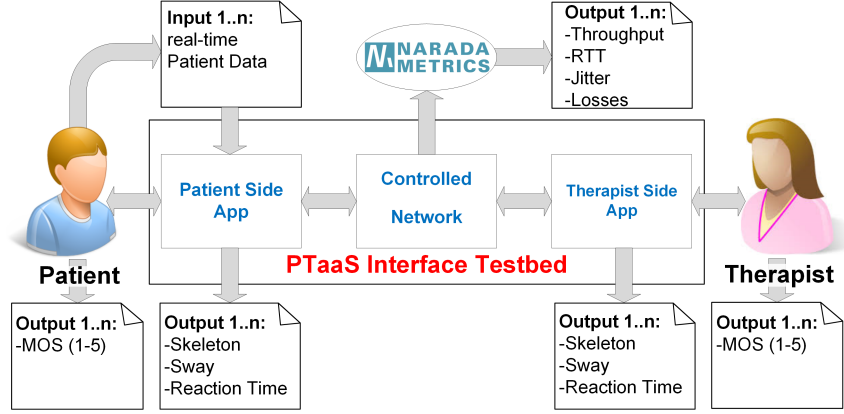 Input 1..n:
real-time
Patient Data
NARADA
METRICS
Output 1..n:
-Throughput
-RTT
-Jitter
-Losses
Patient Side
App
Controlled
Network
Therapist Side
App
PTaaS Interface Testbed
Patient
Therapist
Output 1..n:
-MOS (1-5)
Output 1..n:
-Skeleton
-Sway
-Reaction Time
Output 1..n:
-Skeleton
-Sway
-Reaction Time
Output 1..n:
-MOS (1-5)